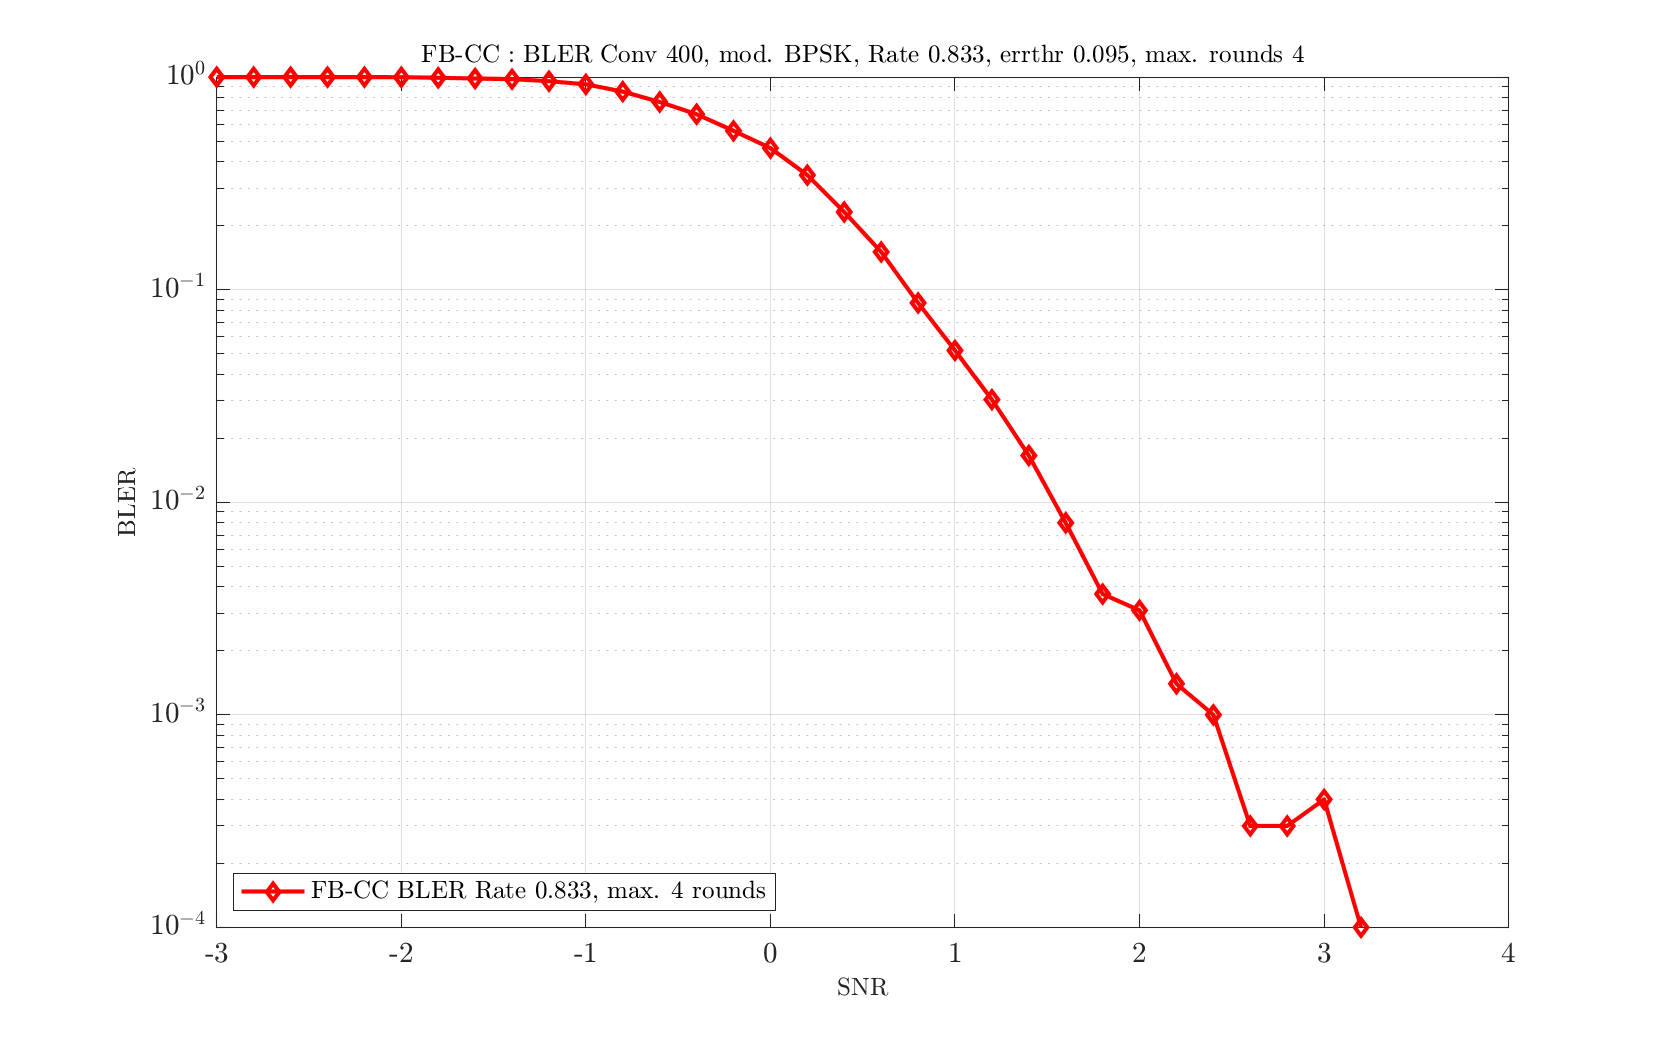 FB-CC : BLER Conv 400, mod. BPSK, Rate 0.833, errthr 0.095, max. rounds 4
10⁰
10⁻¹
10⁻²
10⁻³
10⁻⁴
BLER
FB-CC BLER Rate 0.833, max. 4 rounds
-3 -2 -1 0 1 2 3 4
SNR